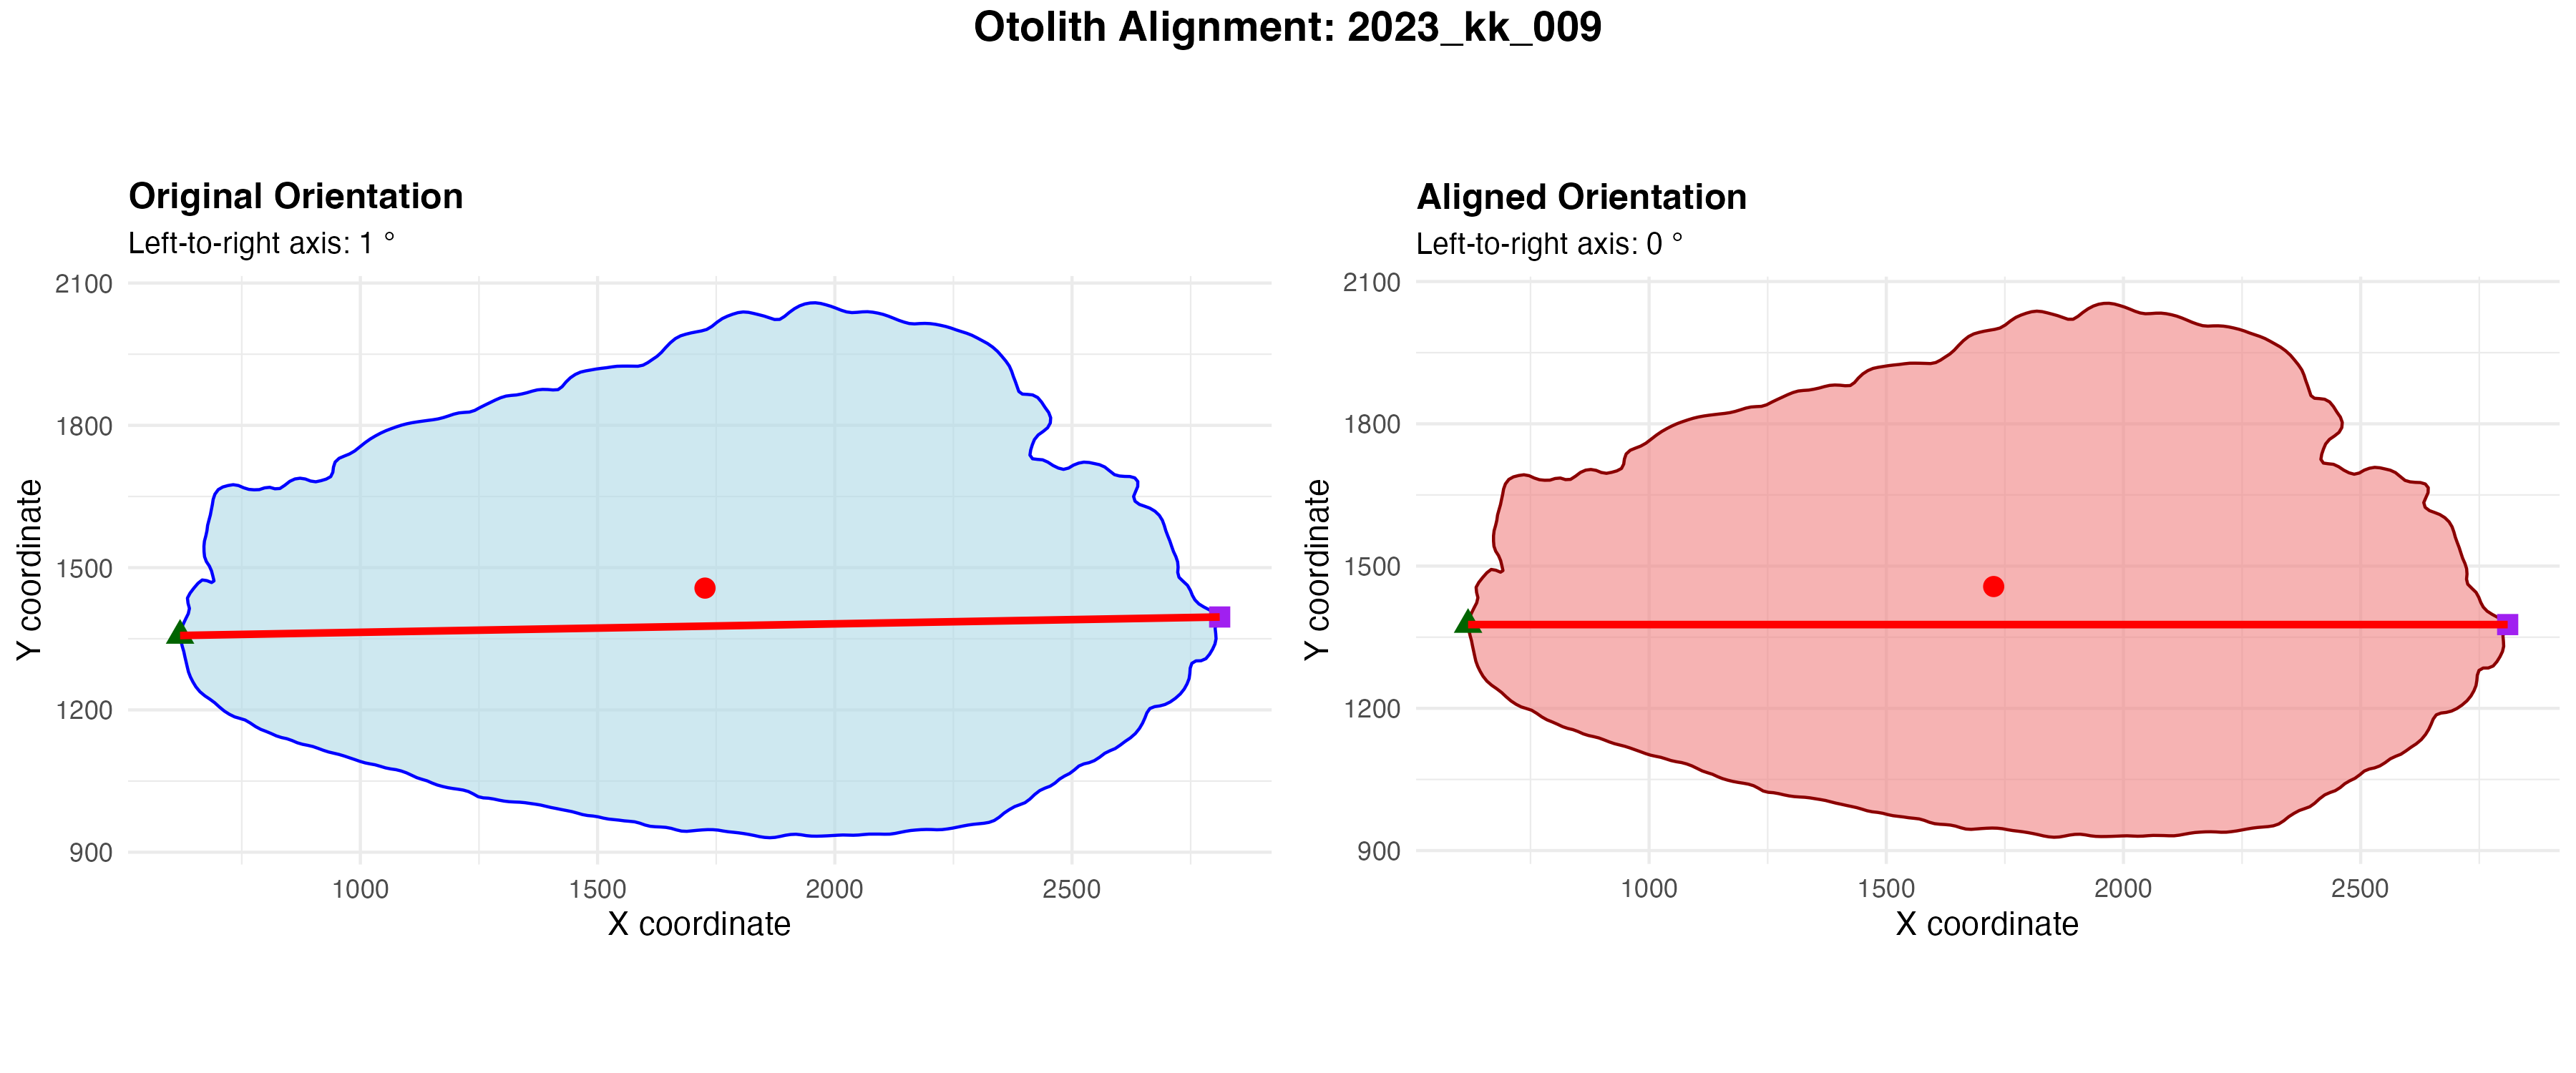 Otolith Alignment: 2023_kk_009
Original Orientation
Left-to-right axis: 1 °
2100
1800
1500
1200
900
Y coordinate
1000 1500 2000 2500
X coordinate
Aligned Orientation
Left-to-right axis: 0 °
2100
1800
1500
1200
900
Y coordinate
1000 1500 2000 2500
X coordinate